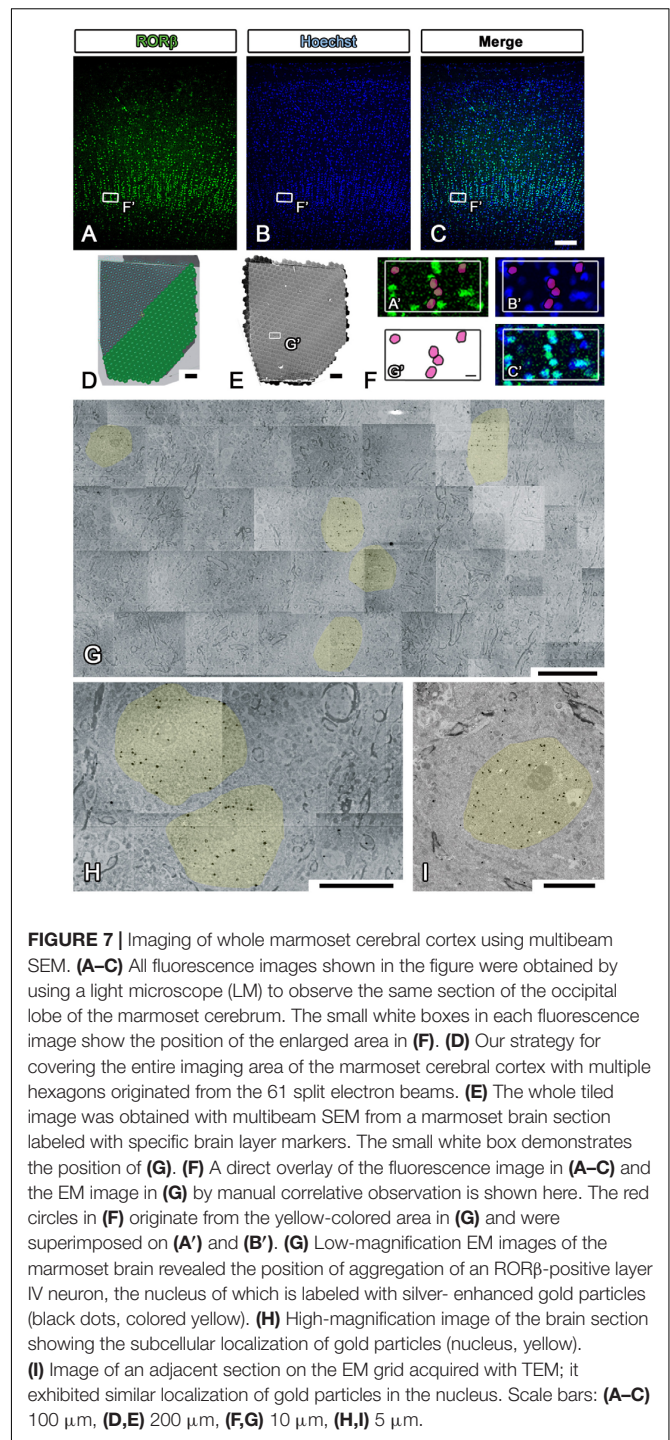 RORβ
Hoechst
Merge
F'
F'
F'
A
B
C
G'
A'
B'
D
E
F
G'
C'
G
H
I
FIGURE 7 | Imaging of whole marmoset cerebral cortex using multibeam
SEM. (A–C) All fluorescence images shown in the figure were obtained by
using a light microscope (LM) to observe the same section of the occipital
lobe of the marmoset cerebrum. The small white boxes in each fluorescence
image show the position of the enlarged area in (F). (D) Our strategy for
covering the entire imaging area of the marmoset cerebral cortex with multiple
hexagons originated from the 61 split electron beams. (E) The whole tiled
image was obtained with multibeam SEM from a marmoset brain section
labeled with specific brain layer markers. The small white box demonstrates
the position of (G). (F) A direct overlay of the fluorescence image in (A–C) and
the EM image in (G) by manual correlative observation is shown here. The red
circles in (F) originate from the yellow-colored area in (G) and were
superimposed on (A′) and (B′). (G) Low-magnification EM images of the
marmoset brain revealed the position of aggregation of an RORβ-positive layer
IV neuron, the nucleus of which is labeled with silver- enhanced gold particles
(black dots, colored yellow). (H) High-magnification image of the brain section
showing the subcellular localization of gold particles (nucleus, yellow).
(I) Image of an adjacent section on the EM grid acquired with TEM; it
exhibited similar localization of gold particles in the nucleus. Scale bars: (A–C)
100 μm, (D,E) 200 μm, (F,G) 10 μm, (H,I) 5 μm.